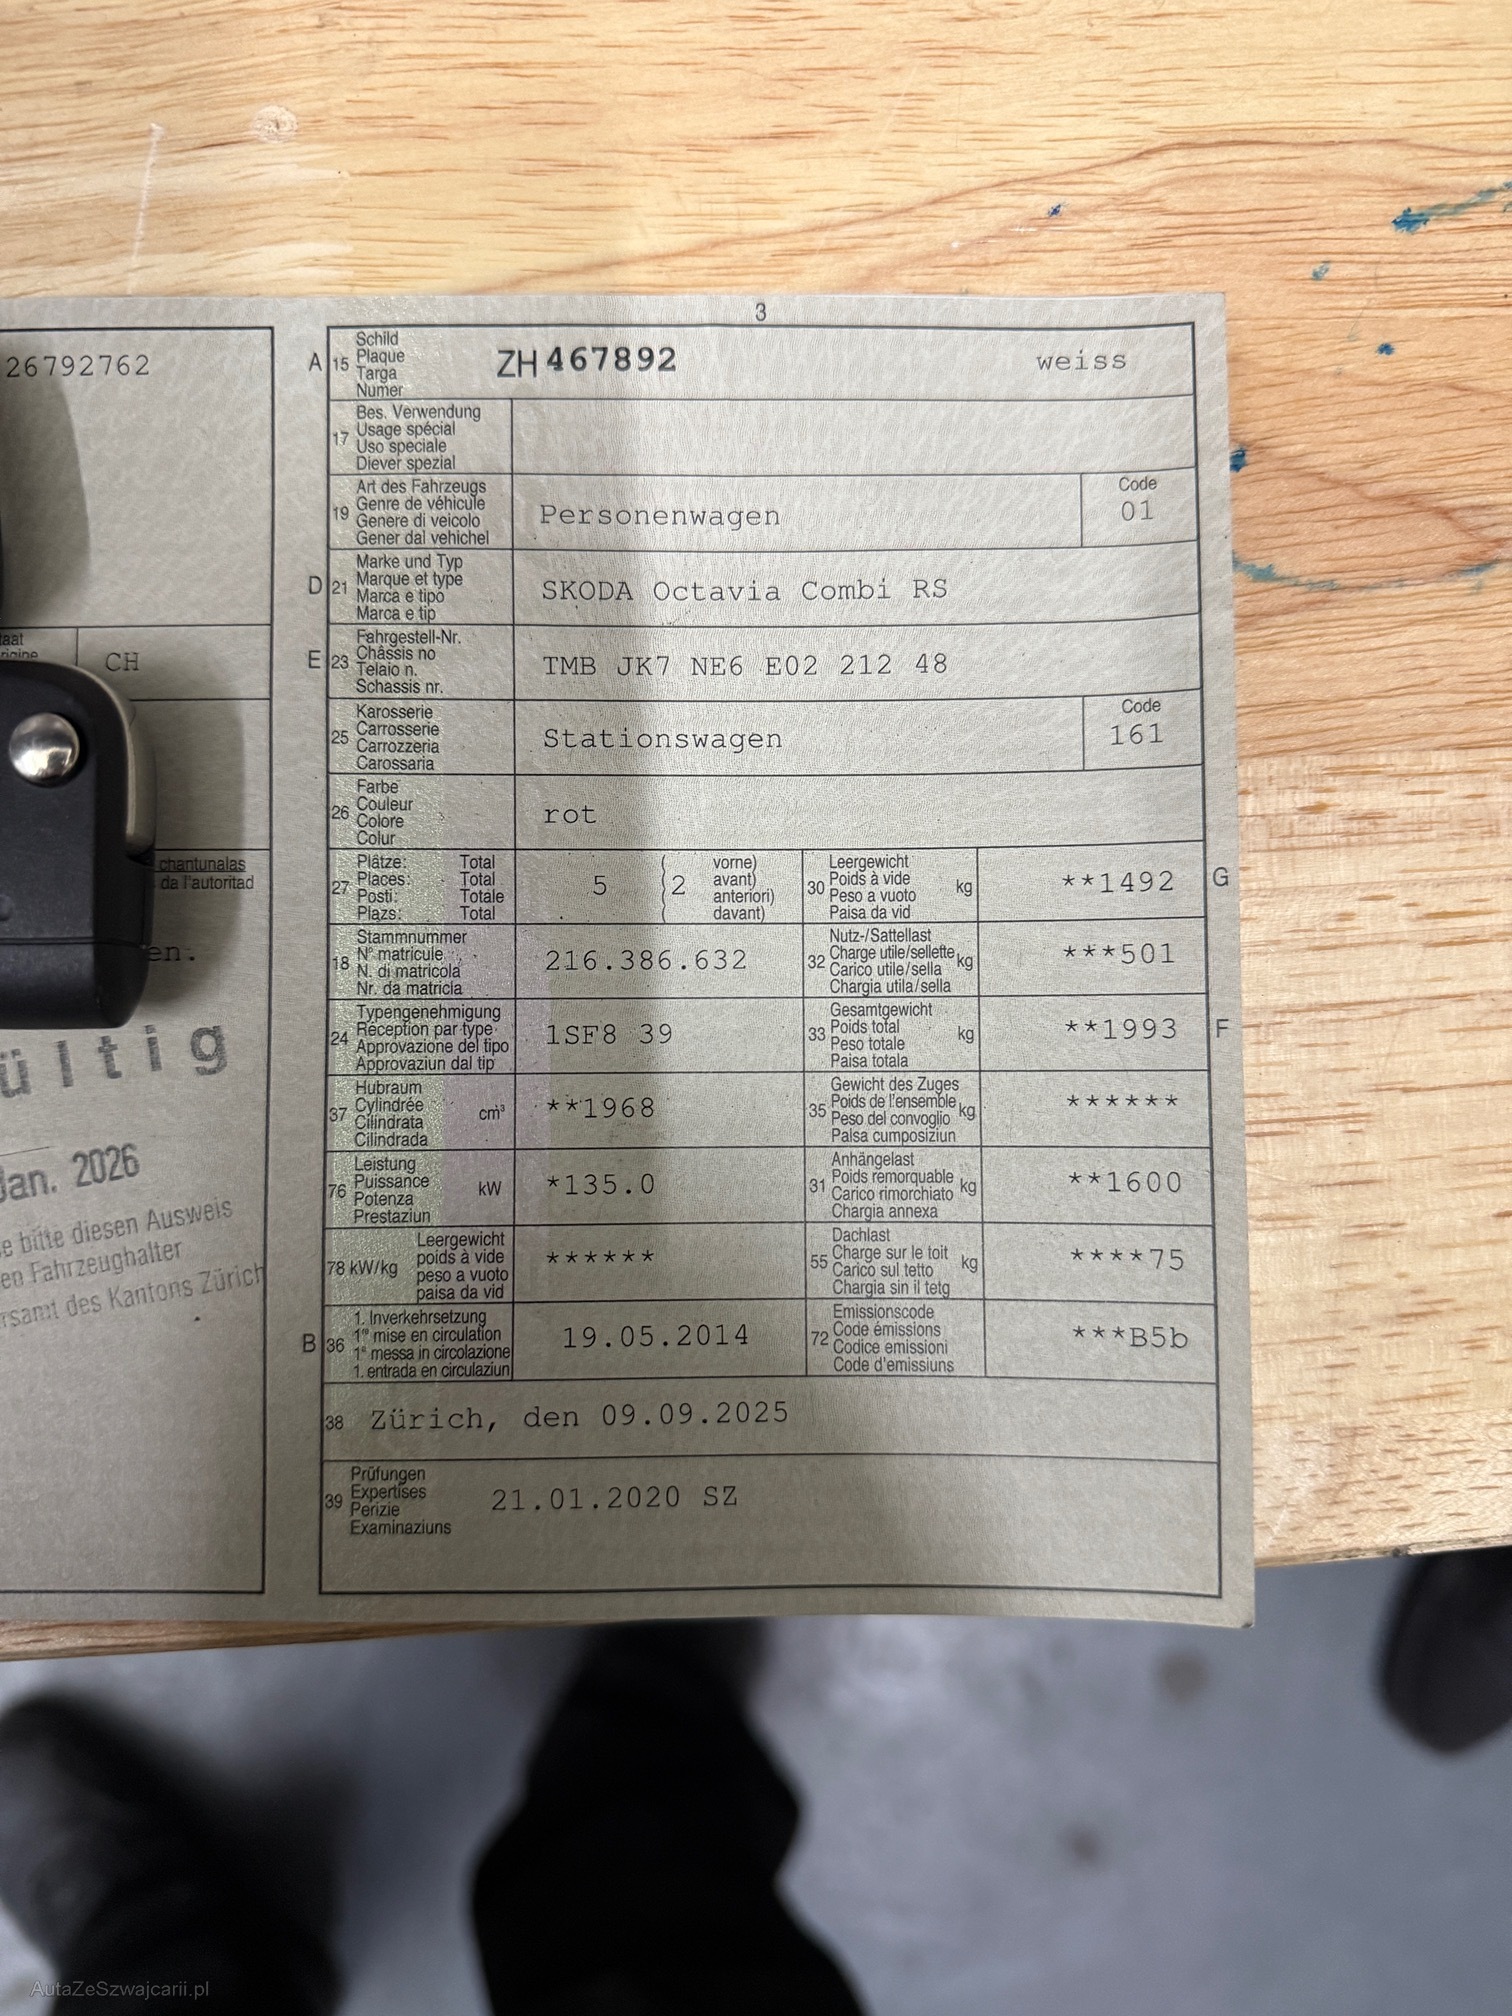 3
26792762
CH
chantunalas
da l'autoritad
en.
ültig
Jan. 2026
bitte diesen Ausweis
Fahrzeughalter
des Kantons Zürich
A 15 Schild
Plaque
Targa
Numer
ZH 467892 weiss
17 Bes. Verwendung
Usage spécial
Uso speciale
Diever spezial
19 Art des Fahrzeugs
Genre de véhicule
Genere di veicolo
Gener dal vehichel
Personenwagen
Code
01
D 21 Marke und Typ
Marque et type
Marca e tipo
Marca e tip
SKODA Octavia Combi RS
E 23 Fahrgestell-Nr.
Châssis no
Telaio n.
Schassis nr.
TMB JK7 NE6 E02 212 48
25 Karosserie
Carrosserie
Carrozzeria
Carossaria
Stationswagen
Code
161
26 Farbe
Couleur
Colore
Colur
rot
27 Plätze: Total
Places: Total
Posti: Totale
Plazs: Total
5 (2 vorne)
avant)
anteriori)
davant)
30 Leergewicht
Poids à vide kg
Peso a vuoto
Paisa da vid
**1492 G
18 Stammnummer
N° matricule
N. di matricola
Nr. da matricla
216.386.632
32 Nutz-/Sattellast
Charge utile/sellette kg
Carico utile/sella
Chargia utila/sella
***501
24 Typengenehmigung
Réception par type
Approvazione del tipo
Approvaziun dal tip
1SF8 39
33 Gesamtgewicht
Poids total kg
Peso totale
Paisa totala
**1993 F
37 Hubraum
Cylindrée cm³
Cilindrata
Cilindrada
**1968
35 Gewicht des Zuges
Poids de l'ensemble kg
Peso del convoglio
Paisa cumposiziun
******
76 Leistung
Puissance kW
Potenza
Prestaziun
*135.0
31 Anhängelast
Poids remorquable kg
Carico rimorchiato
Chargia annexa
**1600
78 kW/kg Leergewicht
poids à vide
peso a vuoto
paisa da vid
******
55 Dachlast
Charge sur le toit kg
Carico sul tetto
Chargia sin il tetg
****75
B 36 1. Inverkehrsetzung
1re mise en circulation
1a messa in circolazione
1. entrada en circulaziun
19.05.2014
72 Emissionscode
Code émissions
Codice emissioni
Code d'emissiuns
***B5b
38 Zürich, den 09.09.2025
39 Prüfungen
Expertises
Perizie
Examinaziuns
21.01.2020 SZ
AutaZeSzwajcarii.pl